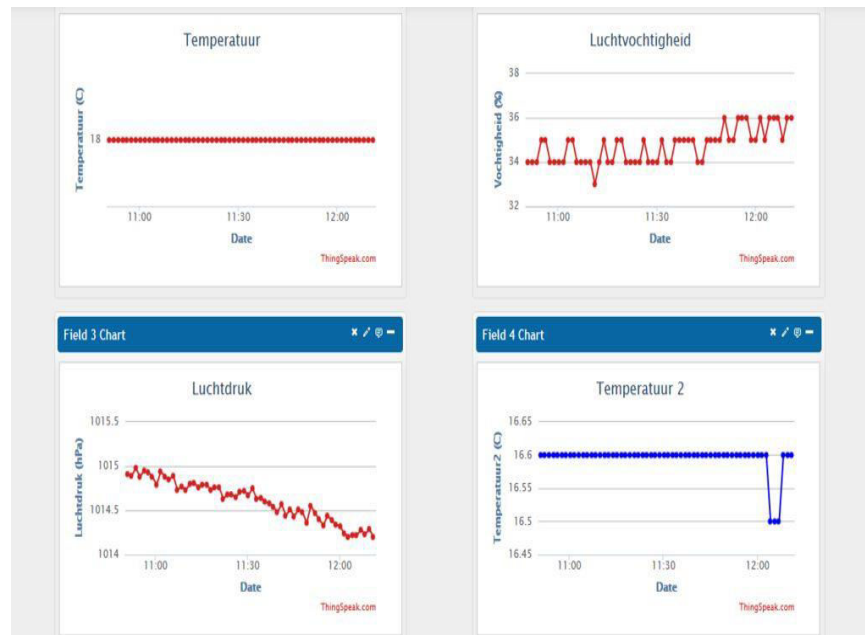 Temperatuur
Temperatuur (C)
18
11:00 11:30 12:00
Date
ThingSpeak.com
Luchtvochtigheid
Vochtigheid (%)
38
36
34
32
11:00 11:30 12:00
Date
ThingSpeak.com
Field 3 Chart
Luchtdruk
Luchtdruk (hPa)
1015.5
1015
1014.5
1014
11:00 11:30 12:00
Date
ThingSpeak.com
Field 4 Chart
Temperatuur 2
Temperatuur2 (C)
16.65
16.6
16.55
16.5
16.45
11:00 11:30 12:00
Date
ThingSpeak.com